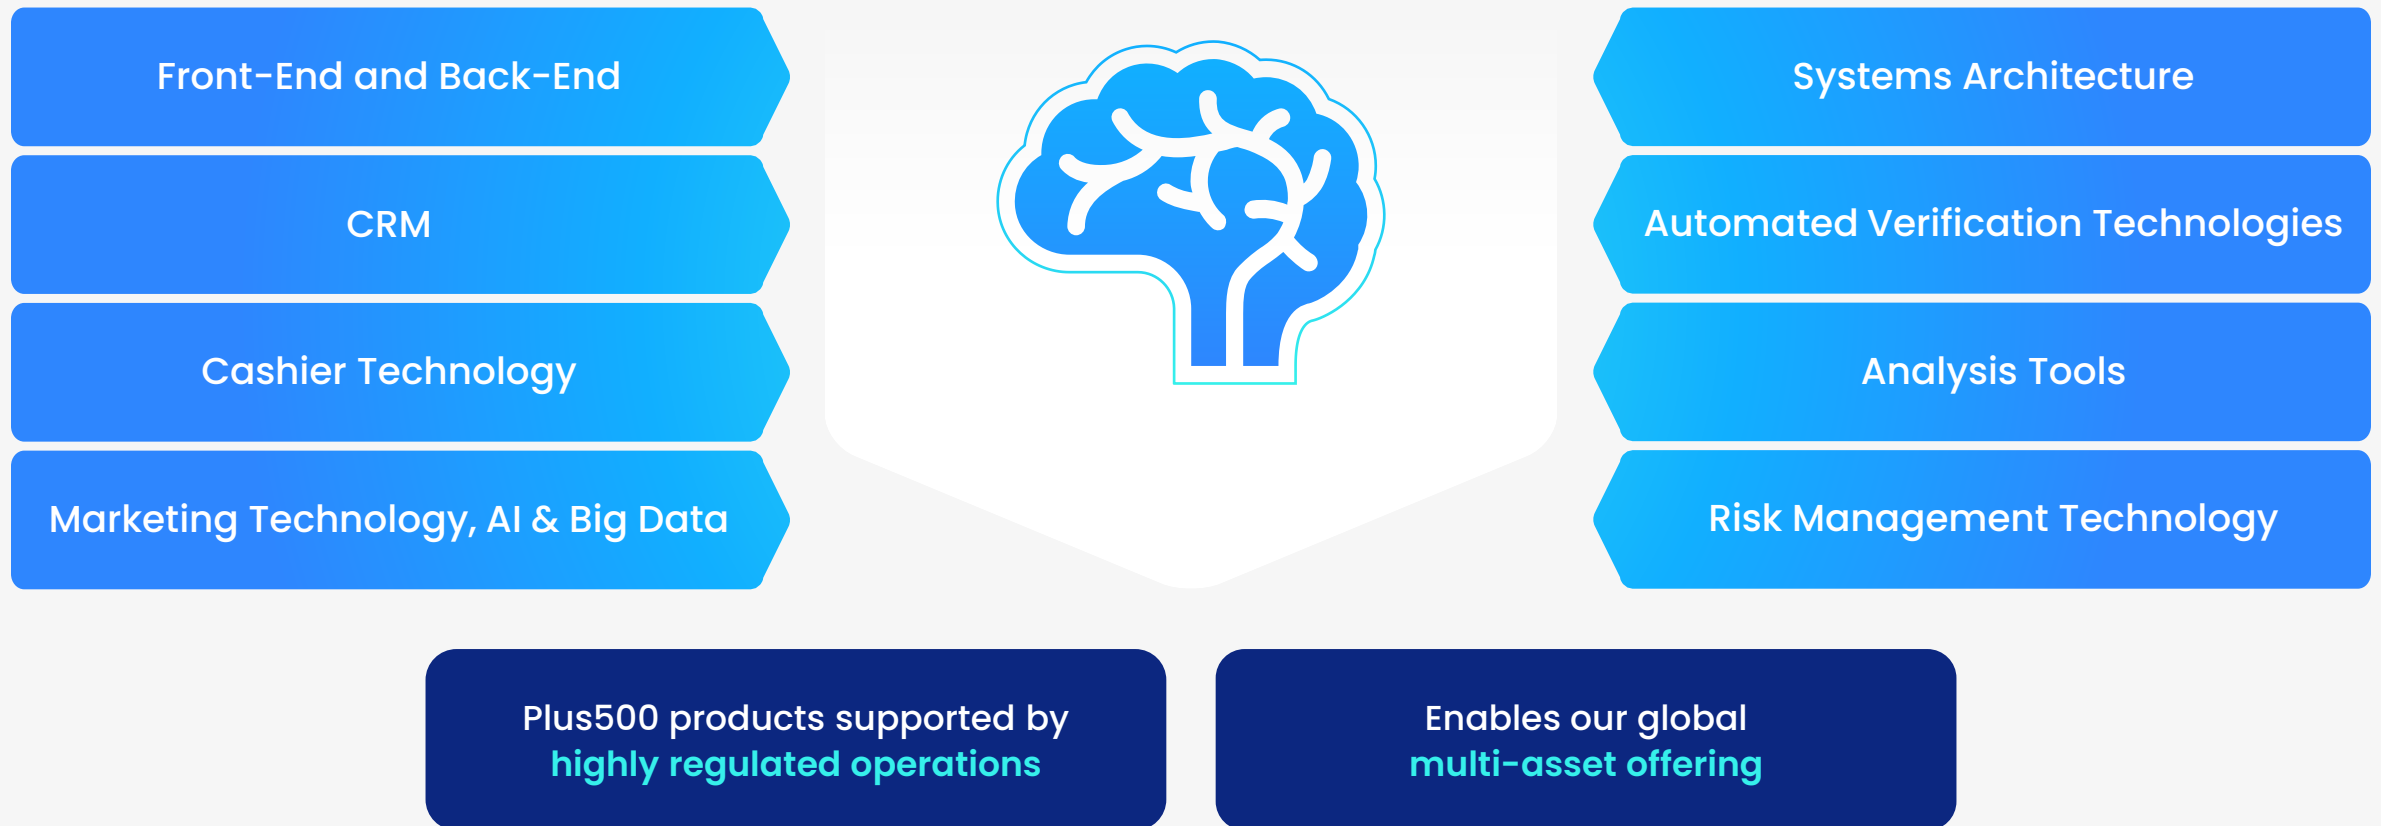 Front-End and Back-End
CRM
Cashier Technology
Marketing Technology, AI & Big Data
Systems Architecture
Automated Verification Technologies
Analysis Tools
Risk Management Technology
Plus500 products supported by
highly regulated operations
Enables our global
multi-asset offering